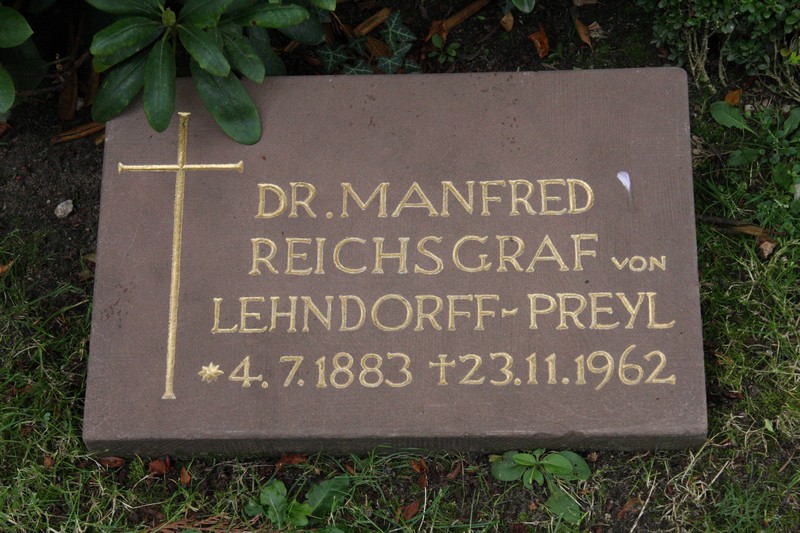 DR. MANFRED
REICHSGRAF VON
LEHNDORFF-PREYL
* 4.7.1883 † 23.11.1962